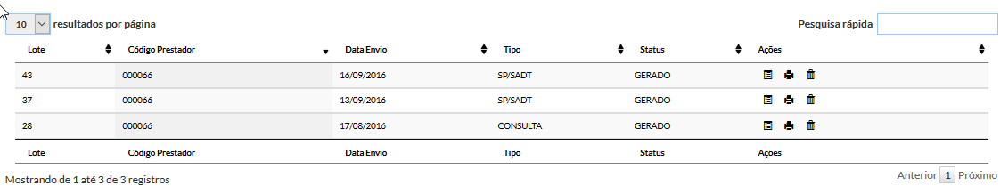 10 resultados por página Pesquisa rápida
Lote Código Prestador Data Envio Tipo Status Ações
43 000066 16/09/2016 SP/SADT GERADO
37 000066 13/09/2016 SP/SADT GERADO
28 000066 17/08/2016 CONSULTA GERADO
Lote Código Prestador Data Envio Tipo Status Ações
Mostrando de 1 até 3 de 3 registros Anterior 1 Próximo